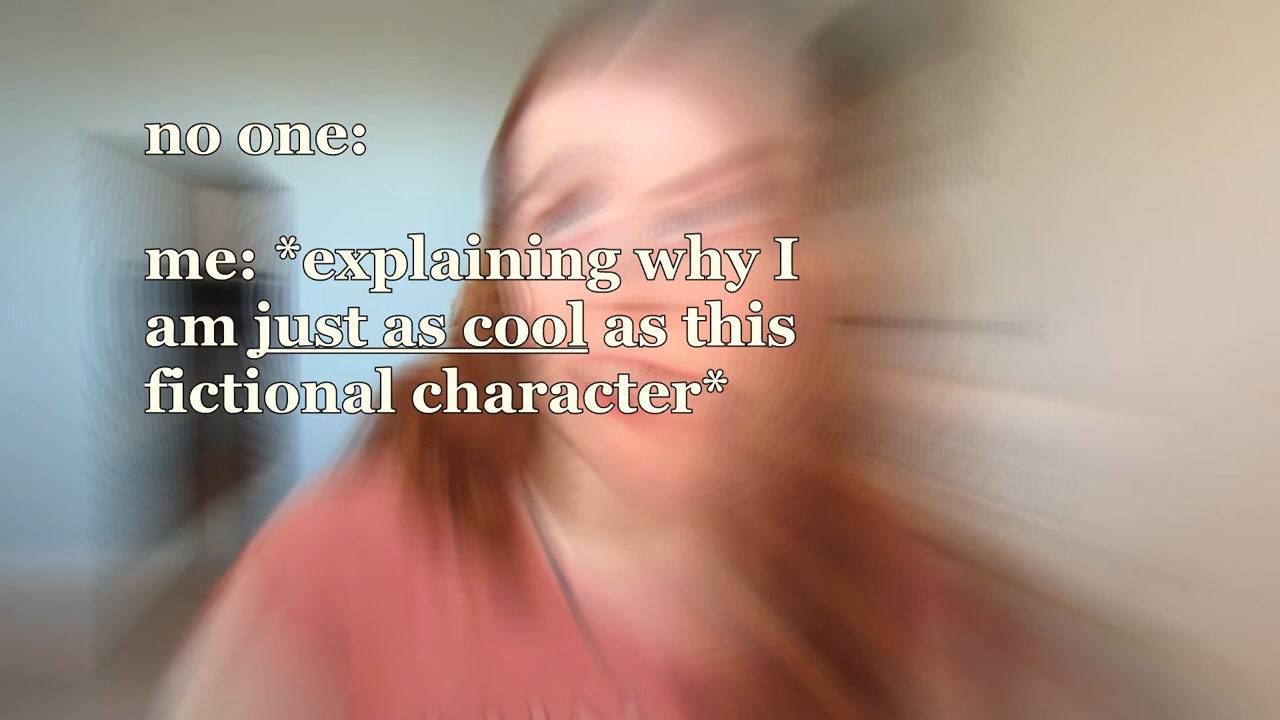 no one:
me: *explaining why I
am just as cool as this
fictional character*